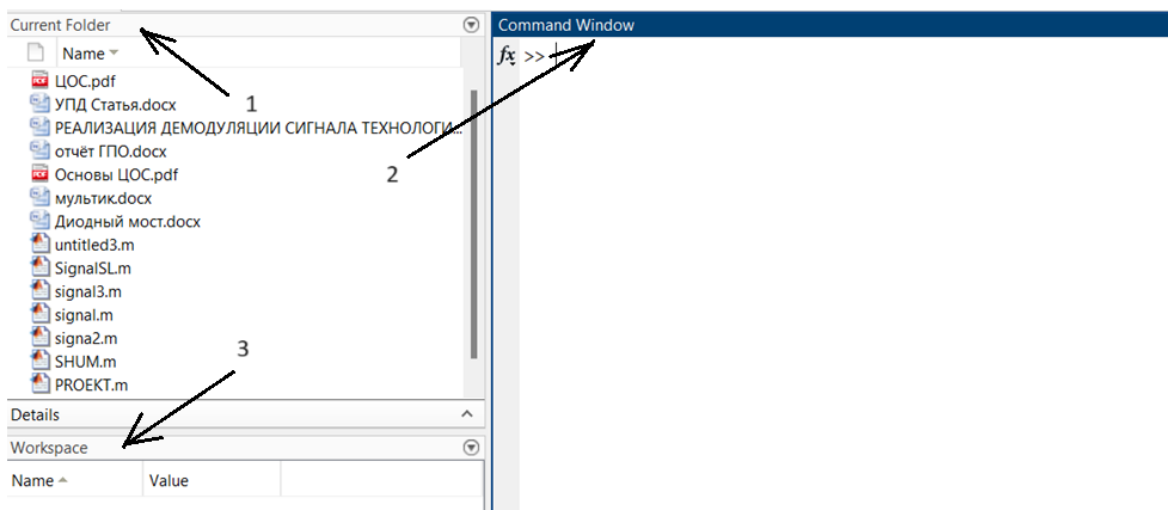 Current Folder
Name
ЦОС.pdf
УПД Статья.docx
1
РЕАЛИЗАЦИЯ ДЕМОДУЛЯЦИИ СИГНАЛА ТЕХНОЛОГИ...
отчёт ГПО.docx
Основы ЦОС.pdf
мультик.docx
Диодный мост.docx
untitled3.m
SignalSL.m
signal3.m
signal.m
signa2.m
SHUM.m
PROEKT.m
3
Details
Workspace
Name Value
Command Window
fx >>
2